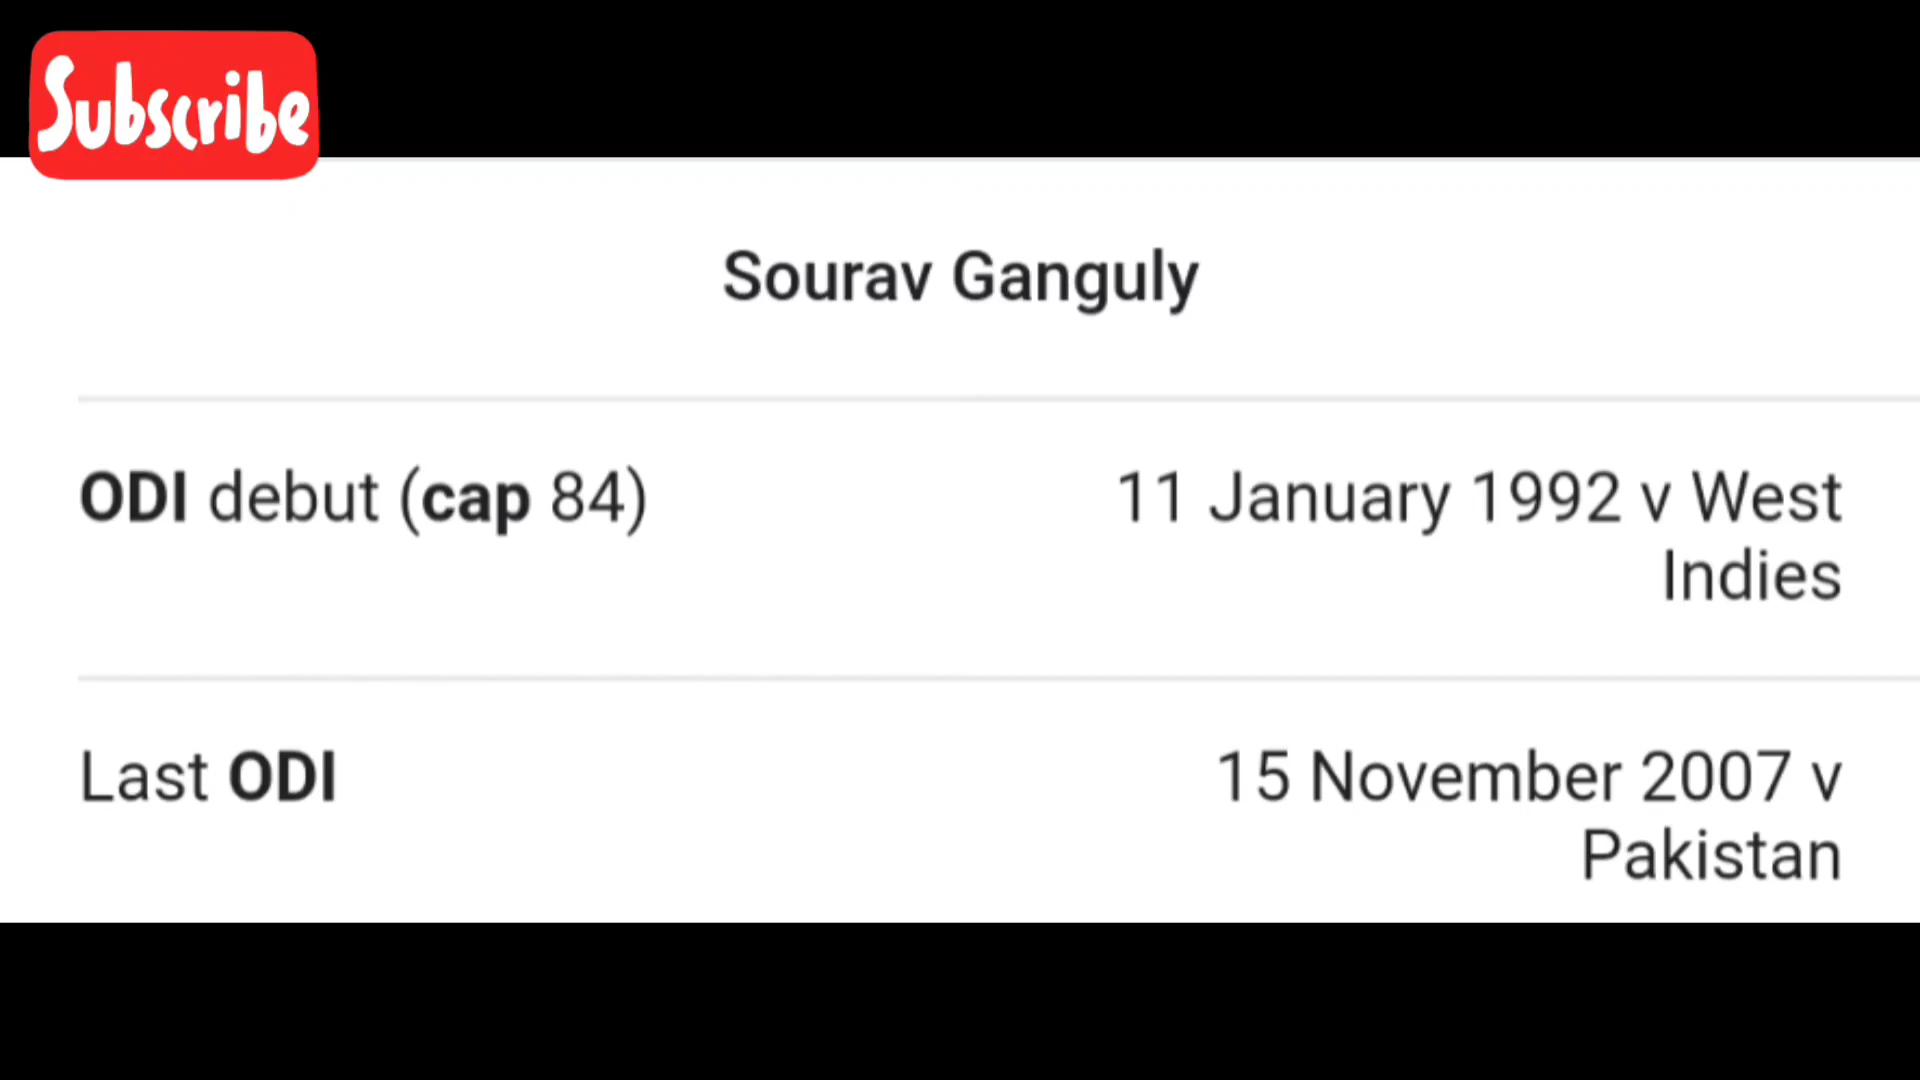 Subscribe
Sourav Ganguly
ODI debut (cap 84)
11 January 1992 v West
Indies
Last ODI
15 November 2007 v
Pakistan